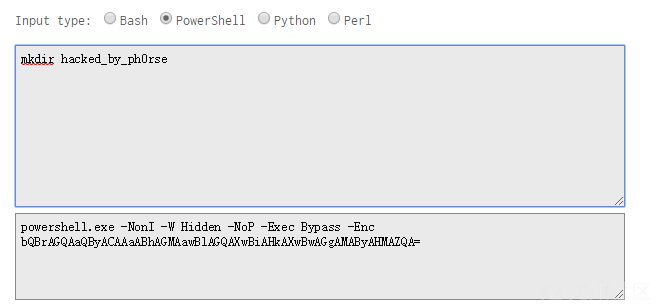 Input type: Bash PowerShell Python Perl
mkdir hacked_by_ph0rse
powershell.exe -NonI -W Hidden -NoP -Exec Bypass -Enc
bQBrAGQAaQByACAAaABhAGMAawBlAGQAXwBiAHkAXwBwAGgAMAByAHMAZQA=